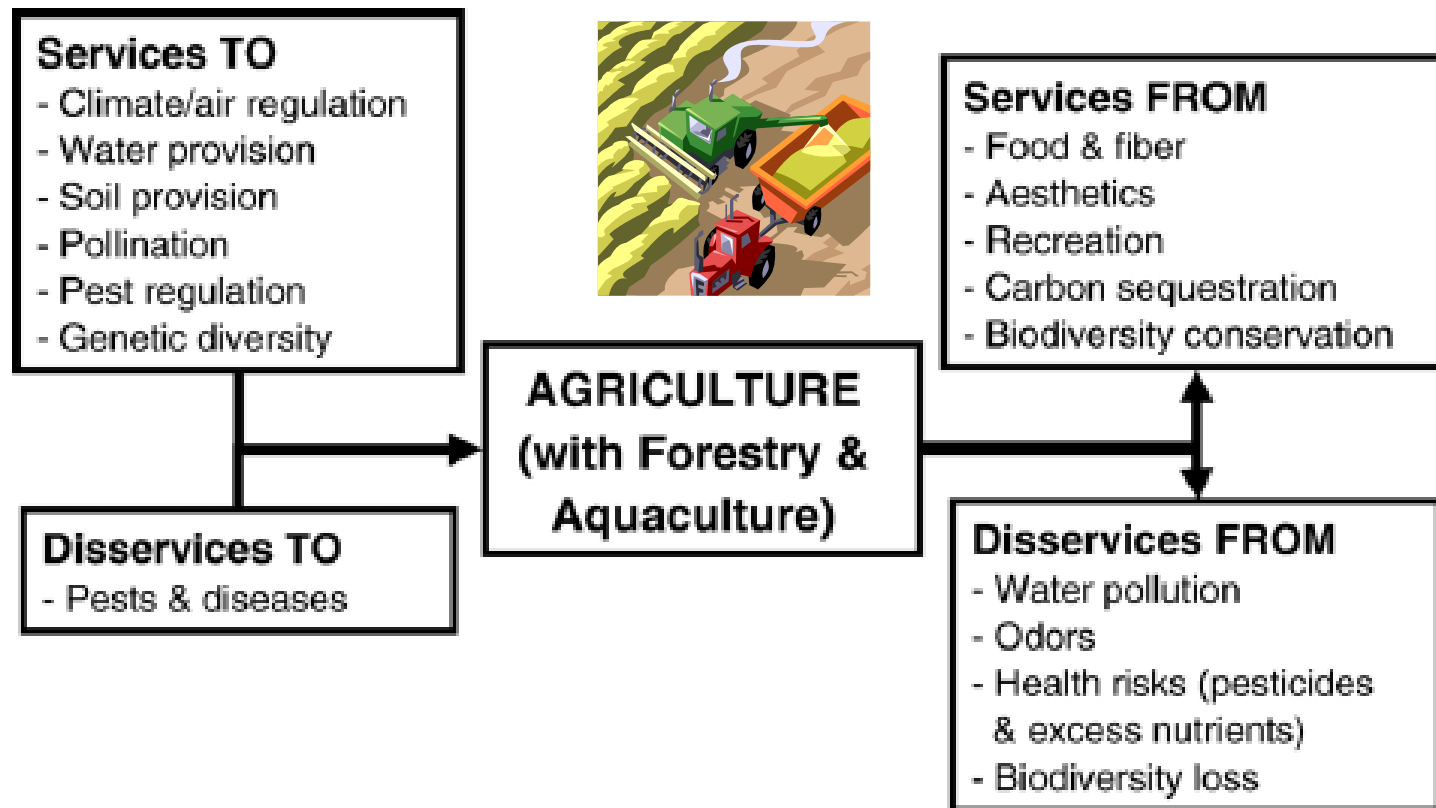 Services TO
- Climate/air regulation
- Water provision
- Soil provision
- Pollination
- Pest regulation
- Genetic diversity
Disservices TO
- Pests & diseases
AGRICULTURE
(with Forestry &
Aquaculture)
Services FROM
- Food & fiber
- Aesthetics
- Recreation
- Carbon sequestration
- Biodiversity conservation
Disservices FROM
- Water pollution
- Odors
- Health risks (pesticides
& excess nutrients)
- Biodiversity loss